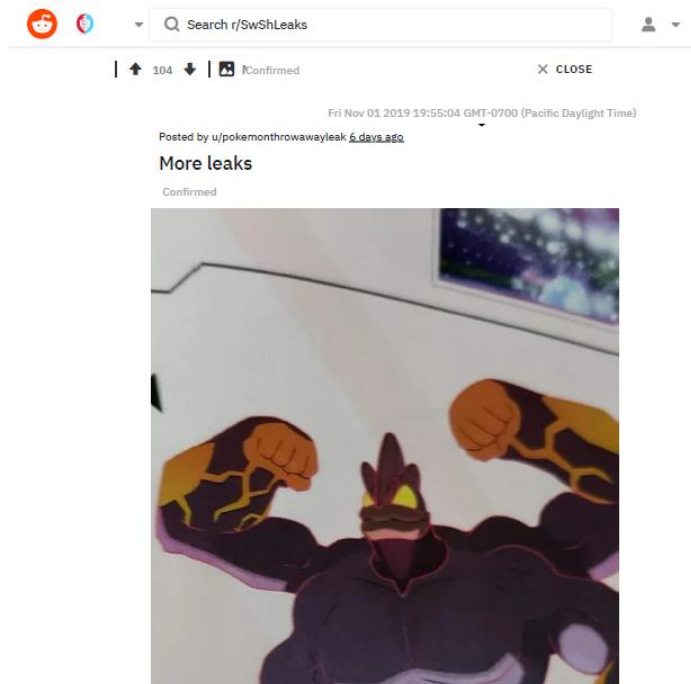 Search r/SwShLeaks
104 Confirmed
CLOSE
Fri Nov 01 2019 19:55:04 GMT-0700 (Pacific Daylight Time)
Posted by u/pokemonthrowawayleak 6 days ago
More leaks
Confirmed